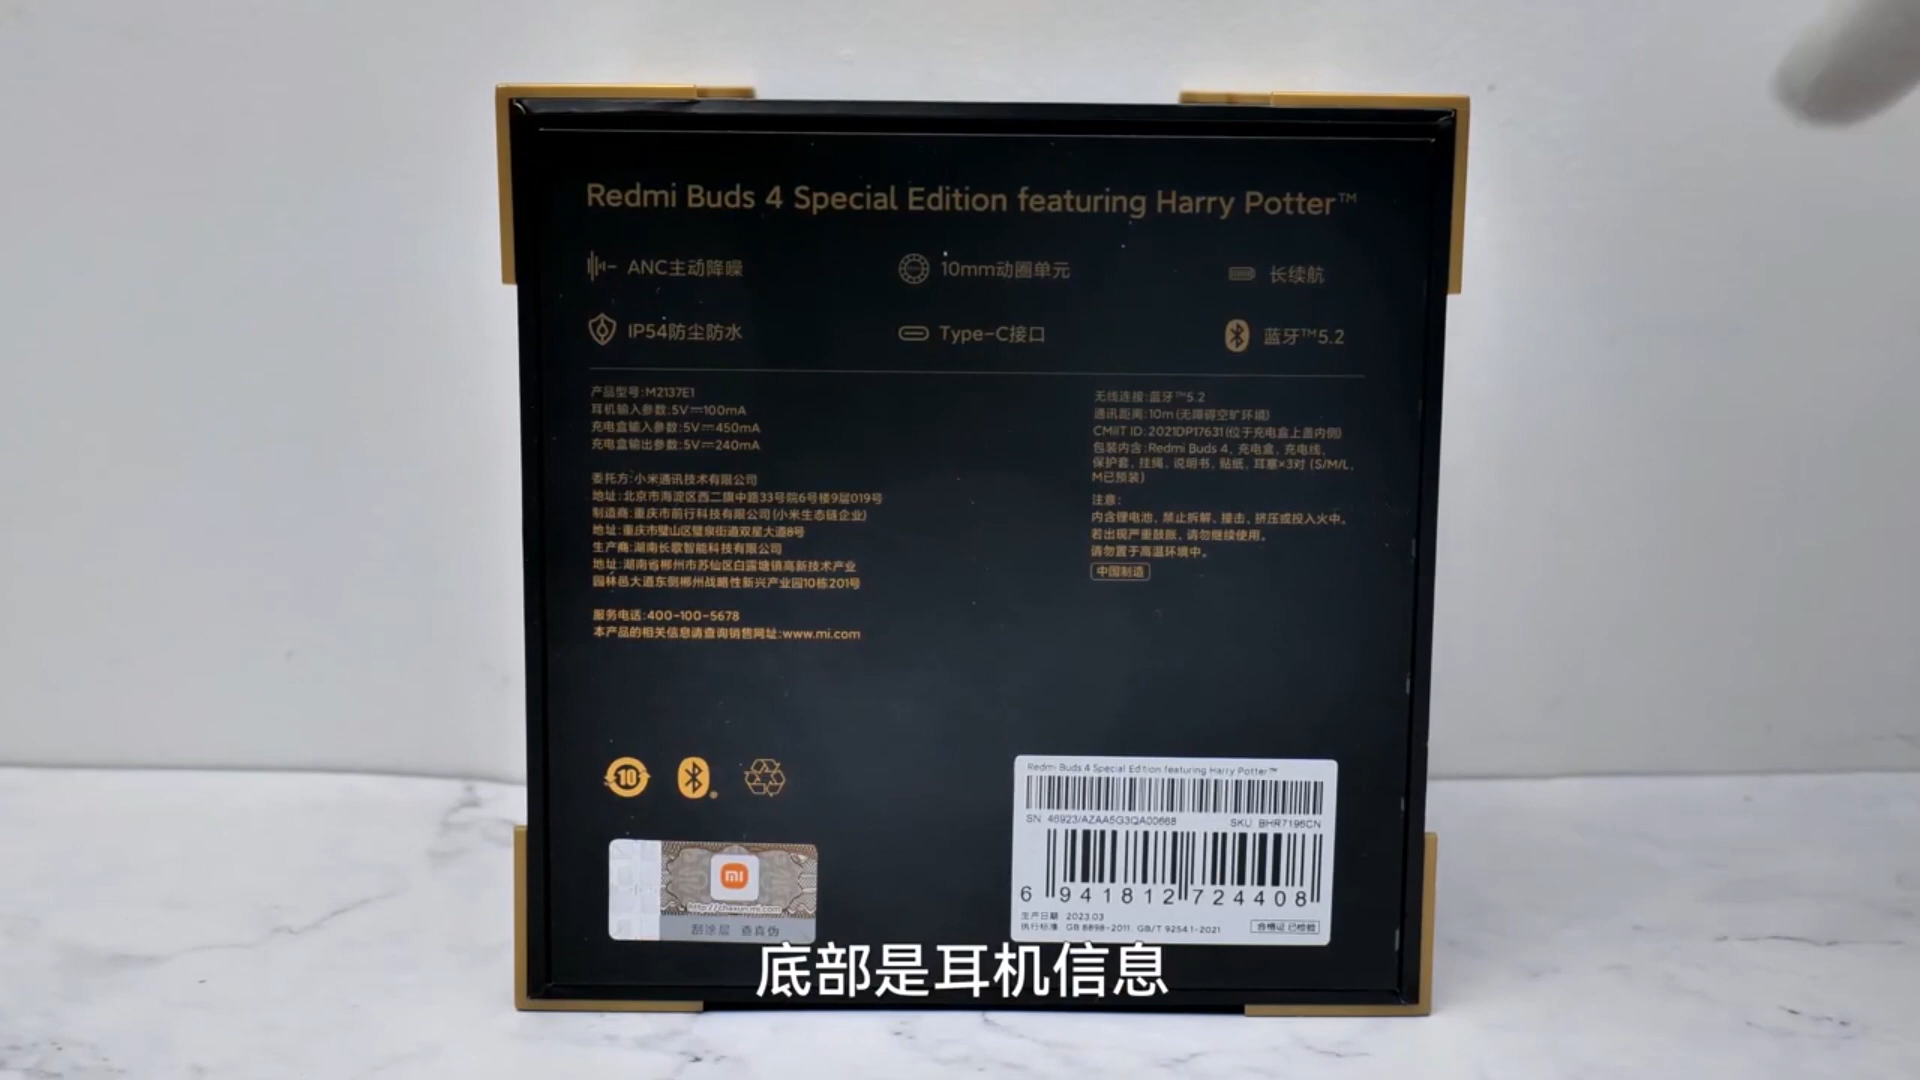 Redmi Buds 4 Special Edition featuring Harry Potter™
ANC主动降噪
10mm动圈单元
长续航
IP54防尘防水
Type-C接口
蓝牙™5.2
产品型号:M2137E1
耳机输入参数:5V⎓100mA
充电盒输入参数:5V⎓450mA
充电盒输出参数:5V⎓240mA
委托方:小米通讯技术有限公司
地址:北京市海淀区西二旗中路33号院6号楼9层019号
制造商:重庆市前行科技有限公司(小米生态链企业)
地址:重庆市璧山区璧泉街道双星大道8号
生产商:湖南长歌智能科技有限公司
地址:湖南省郴州市苏仙区白露塘镇高新技术产业
园林邑大道东侧郴州战略性新兴产业园10栋201号
服务电话:400-100-5678
本产品的相关信息请查询销售网址:www.mi.com
无线连接:蓝牙™5.2
通讯距离:10m(无障碍空旷环境)
CMIIT ID:2021DP17631(位于充电盒上盖内侧)
包装内含:Redmi Buds 4、充电盒、充电线、
保护套、挂绳、说明书、贴纸、耳塞×3对 (S/M/L,
M已预装)
注意:
内含锂电池、禁止拆解、撞击、挤压或投入火中。
若出现严重鼓胀，请勿继续使用。
请勿置于高温环境中。
中国制造
10
mi
http://chaxun.mi.com
刮涂层 查真伪
Redmi Buds 4 Special Edition featuring Harry Potter™
SN: 46923/AZAA5G3QA00668
SKU: BHR7196CN
6 941812 724408
生产日期 2023.03
执行标准: GB 8898-2011, GB/T 9254.1-2021
合格证 已检验
底部是耳机信息